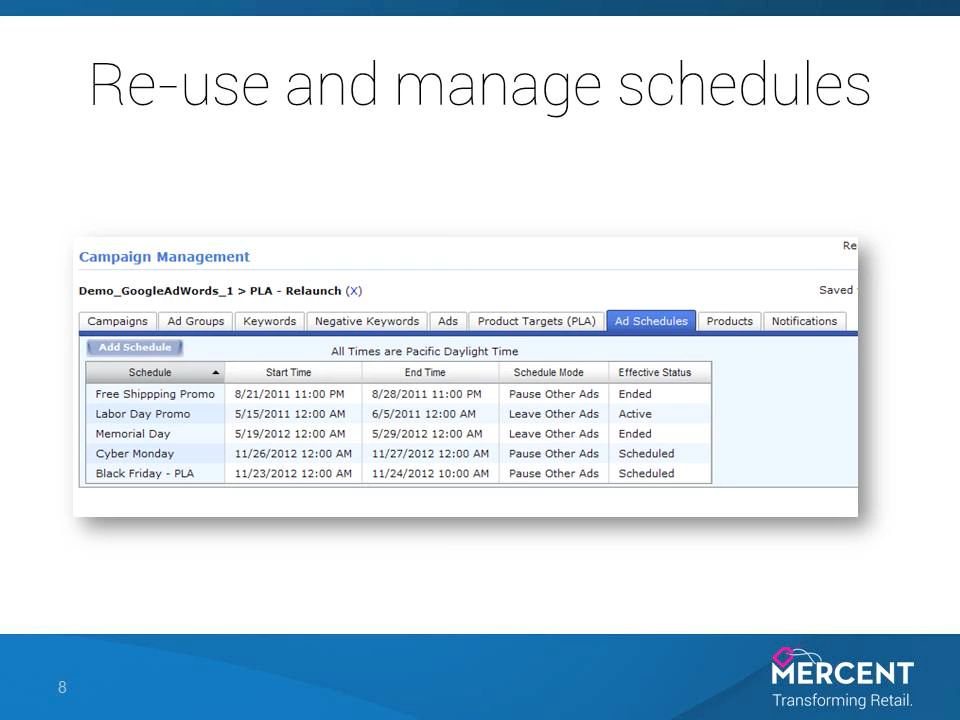 Re-use and manage schedules
Re
Campaign Management
Demo_GoogleAdWords_1 > PLA - Relaunch (X)
Saved
Campaigns Ad Groups Keywords Negative Keywords Ads Product Targets (PLA) Ad Schedules Products Notifications
Add Schedule
All Times are Pacific Daylight Time
Schedule Start Time End Time Schedule Mode Effective Status
Free Shippping Promo 8/21/2011 11:00 PM 8/28/2011 11:00 PM Pause Other Ads Ended
Labor Day Promo 5/15/2011 12:00 AM 6/5/2011 12:00 AM Leave Other Ads Active
Memorial Day 5/19/2012 12:00 AM 5/29/2012 12:00 AM Leave Other Ads Ended
Cyber Monday 11/26/2012 12:00 AM 11/27/2012 12:00 AM Pause Other Ads Scheduled
Black Friday - PLA 11/23/2012 12:00 AM 11/24/2012 10:00 AM Pause Other Ads Scheduled
8
MERCENT
Transforming Retail.